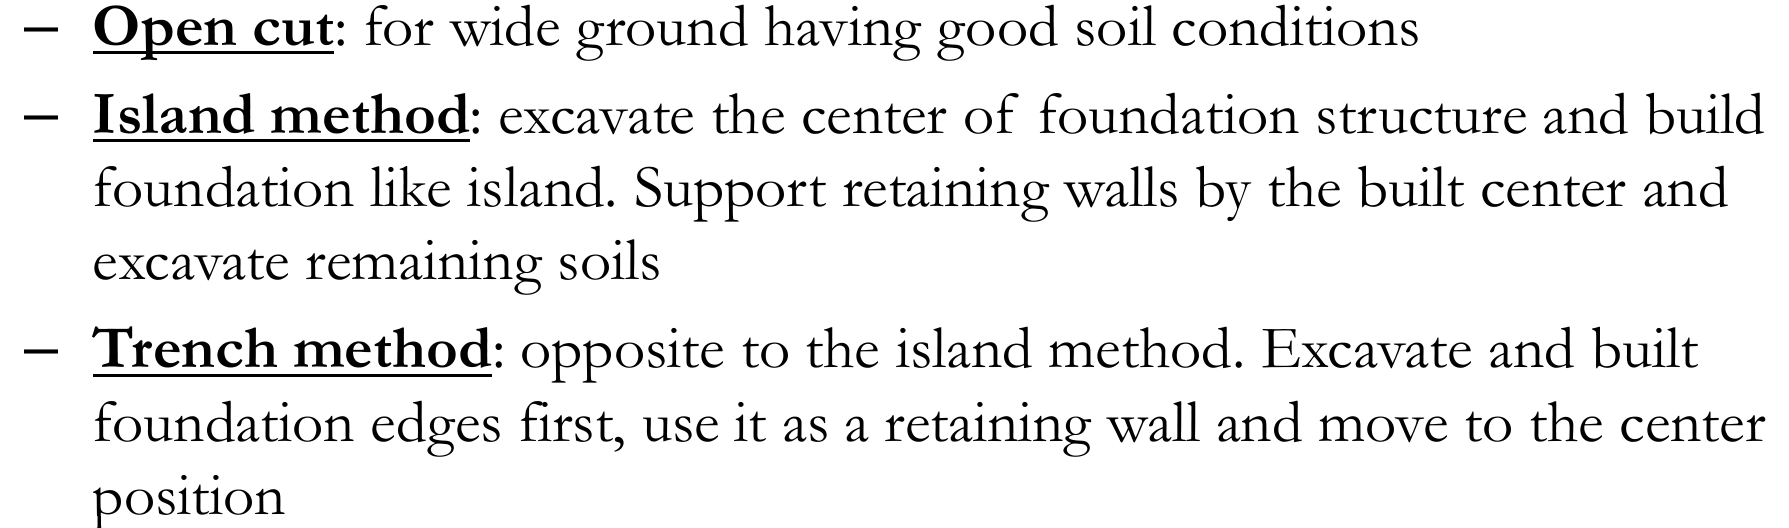 – Open cut: for wide ground having good soil conditions
– Island method: excavate the center of foundation structure and build
foundation like island. Support retaining walls by the built center and
excavate remaining soils
– Trench method: opposite to the island method. Excavate and built
foundation edges first, use it as a retaining wall and move to the center
position